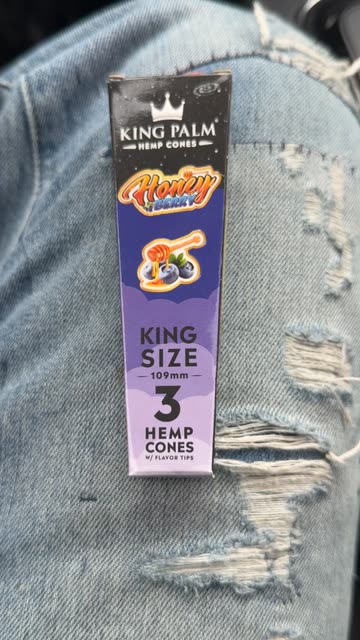 KING PALM
HEMP CONES
Honey
BERRY
KING
SIZE
109mm
3
HEMP
CONES
W/ FLAVOR TIPS